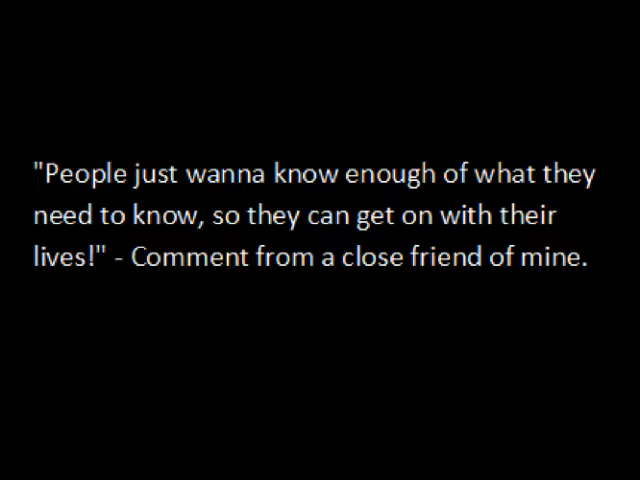 "People just wanna know enough of what they
need to know, so they can get on with their
lives!" - Comment from a close friend of mine.